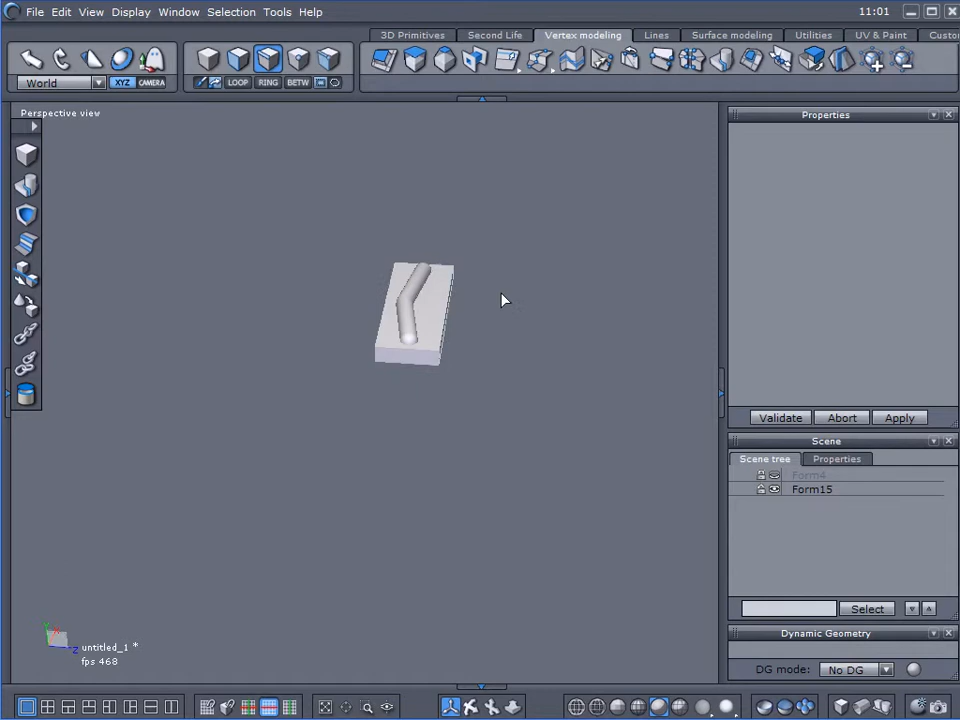 File Edit View Display Window Selection Tools Help 11:01
3D Primitives Second Life Vertex modeling Lines Surface modeling Utilities UV & Paint Custo
World XYZ CAMERA LOOP RING BETW
Perspective view
Properties
Validate Abort Apply
Scene
Scene tree Properties
Form4
Form15
Select
Y X Z
untitled_1 *
fps 468
Dynamic Geometry
DG mode: No DG